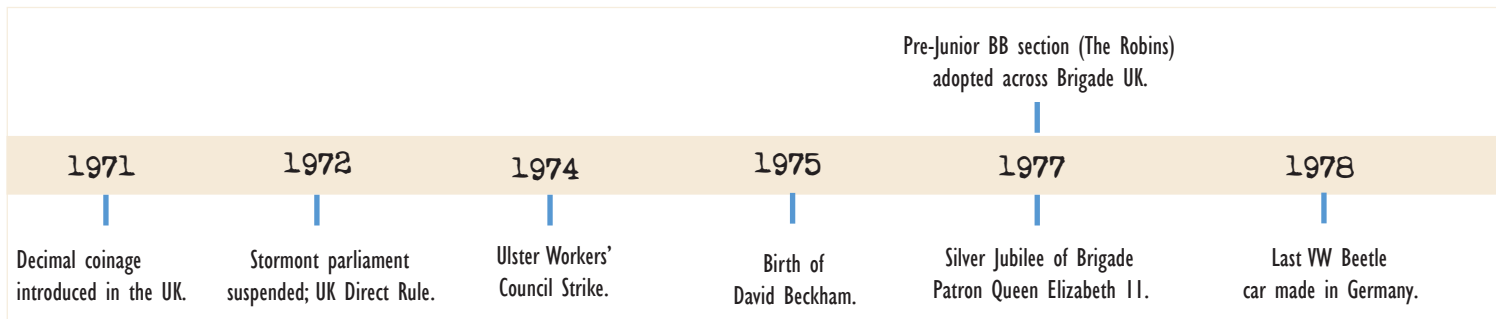 Pre-Junior BB section (The Robins)
adopted across Brigade UK.
1971
1972
1974
1975
1977
1978
Decimal coinage
introduced in the UK.
Stormont parliament
suspended; UK Direct Rule.
Ulster Workers’
Council Strike.
Birth of
David Beckham.
Silver Jubilee of Brigade
Patron Queen Elizabeth 11.
Last VW Beetle
car made in Germany.